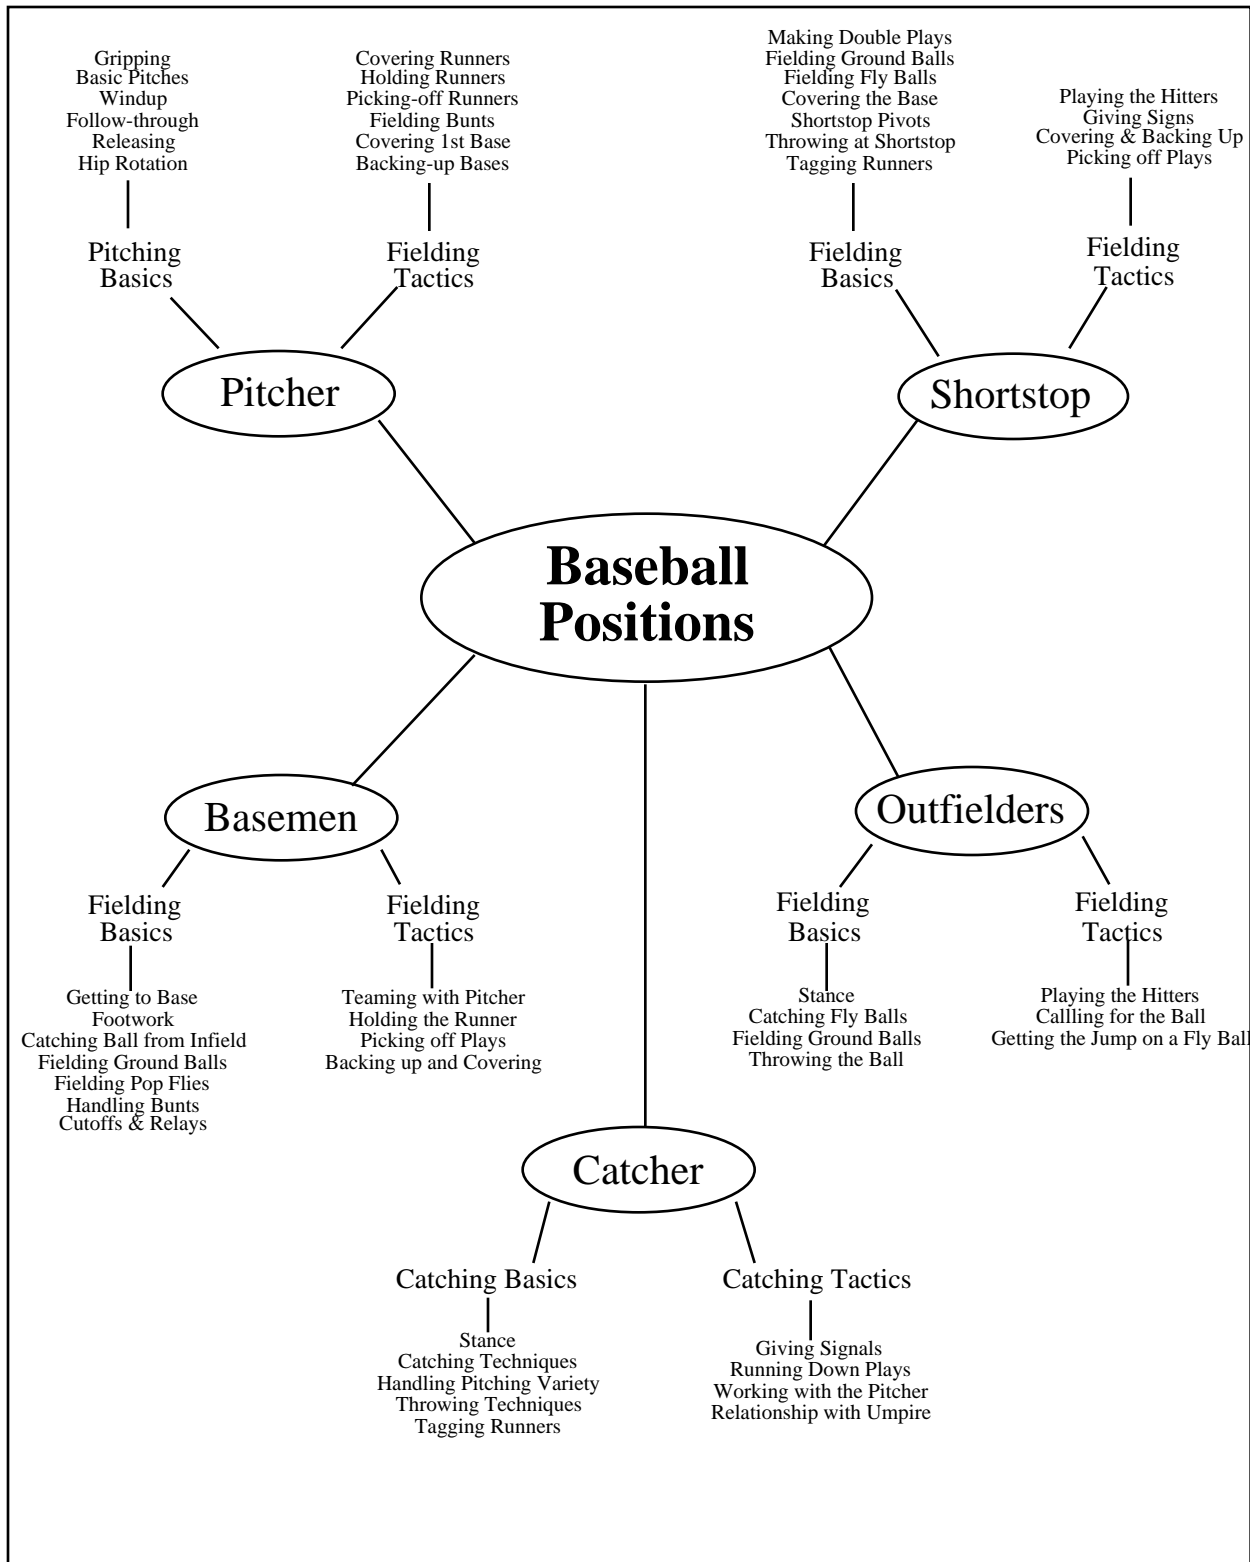 Gripping
Basic Pitches
Windup
Follow-through
Releasing
Hip Rotation
Pitching
Basics
Covering Runners
Holding Runners
Picking-off Runners
Fielding Bunts
Covering 1st Base
Backing-up Bases
Fielding
Tactics
Pitcher
Making Double Plays
Fielding Ground Balls
Fielding Fly Balls
Covering the Base
Shortstop Pivots
Throwing at Shortstop
Tagging Runners
Fielding
Basics
Playing the Hitters
Giving Signs
Covering & Backing Up
Picking off Plays
Fielding
Tactics
Shortstop
Baseball
Positions
Basemen
Fielding
Basics
Getting to Base
Footwork
Catching Ball from Infield
Fielding Ground Balls
Fielding Pop Flies
Handling Bunts
Cutoffs & Relays
Fielding
Tactics
Teaming with Pitcher
Holding the Runner
Picking off Plays
Backing up and Covering
Outfielders
Fielding
Basics
Stance
Catching Fly Balls
Fielding Ground Balls
Throwing the Ball
Fielding
Tactics
Playing the Hitters
Callling for the Ball
Getting the Jump on a Fly Ball
Catcher
Catching Basics
Stance
Catching Techniques
Handling Pitching Variety
Throwing Techniques
Tagging Runners
Catching Tactics
Giving Signals
Running Down Plays
Working with the Pitcher
Relationship with Umpire